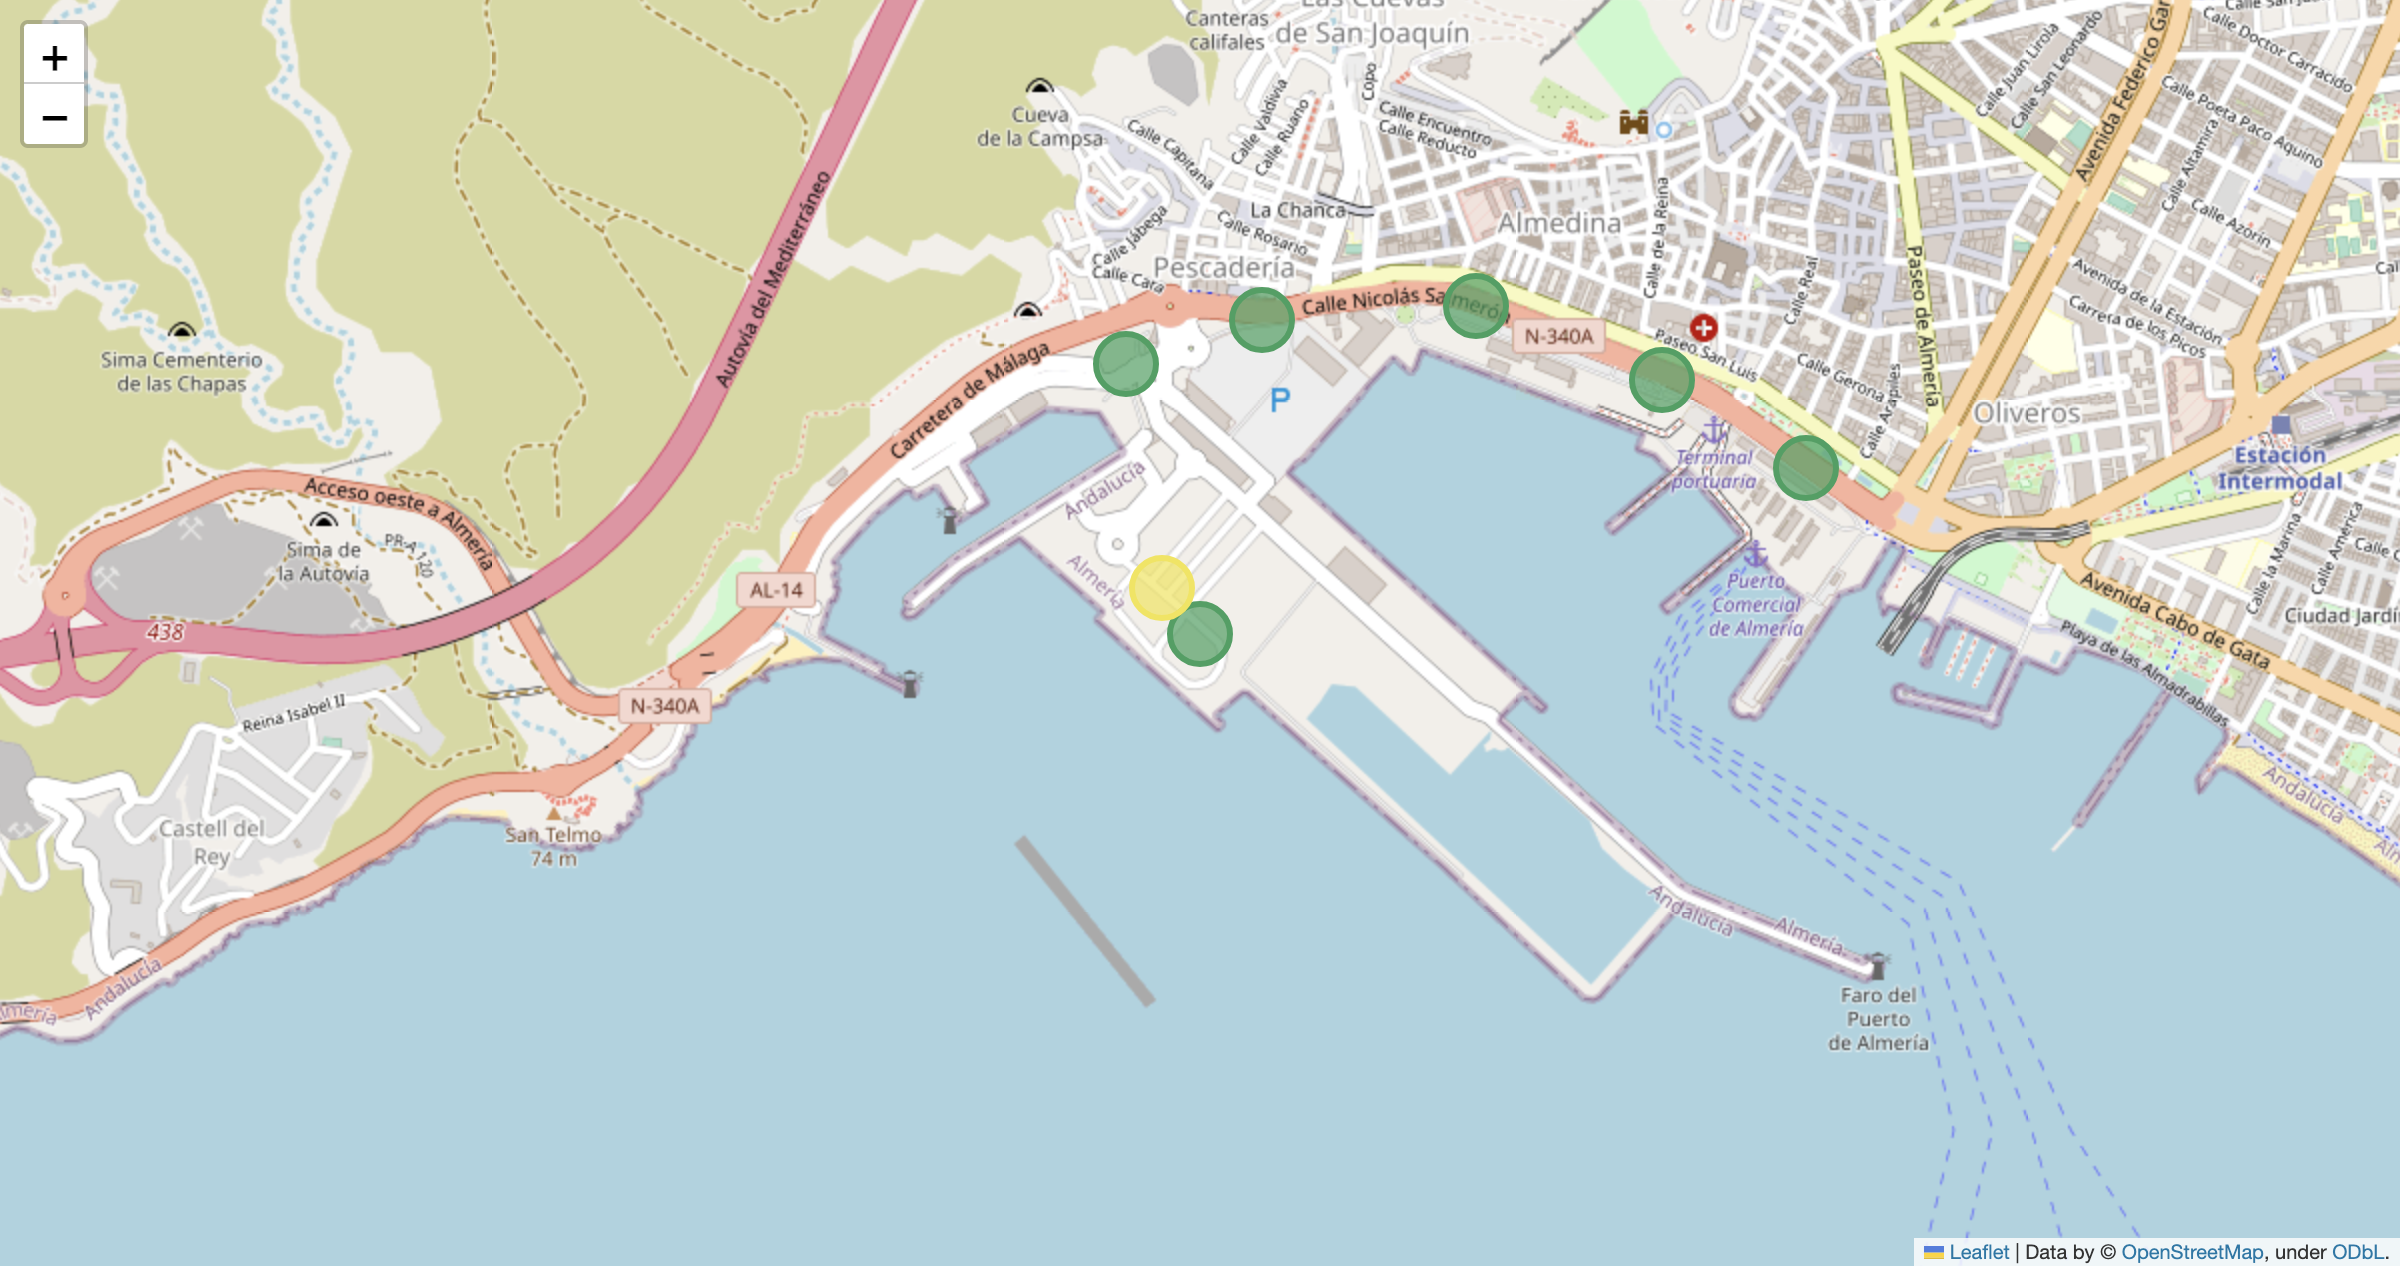 +
−
Las Cuevas
de San Joaquín
Canteras
califales
Cueva
de la Campsa
Calle Capitana
Calle Valdivia
Calle Ruano
Copo
Calle Encuentro
Calle Reducto
La Chanca
Calle Rosario
Calle Jábega
Calle Cara
Pescadería
Almedina
Calle de la Reina
Calle Real
Calle Juan Lirola
Calle San Leonardo
Avenida Federico Gar
Calle Doctor Carracido
Calle Poeta Paco Aquino
Calle Altamira
Calle Azorín
Avenida de la Estación
Carrera de los Picos
Paseo de Almería
Oliveros
Estación
Intermodal
Calle Nicolás Salmerón
N-340A
Paseo San Luis
Calle Gerona
Calle Arapiles
Terminal
portuaria
Puerto
Comercial
de Almería
P
Autovía del Mediterráneo
Carretera de Málaga
Sima Cementerio
de las Chapas
Acceso oeste a Almería
Sima de
la Autovía
PR-A 120
438
AL-14
N-340A
Reina Isabel II
Castell del
Rey
San Telmo
74 m
Andalucía
Almería
Andalucía
lmería
Andalucía
Almería
Faro del
Puerto
de Almería
Avenida Cabo de Gata
Playa de las Almadrabillas
Calle la Marina
Calle América
Calle C
Ciudad Jardí
Andalucía
Alm
Leaflet | Data by © OpenStreetMap, under ODbL.